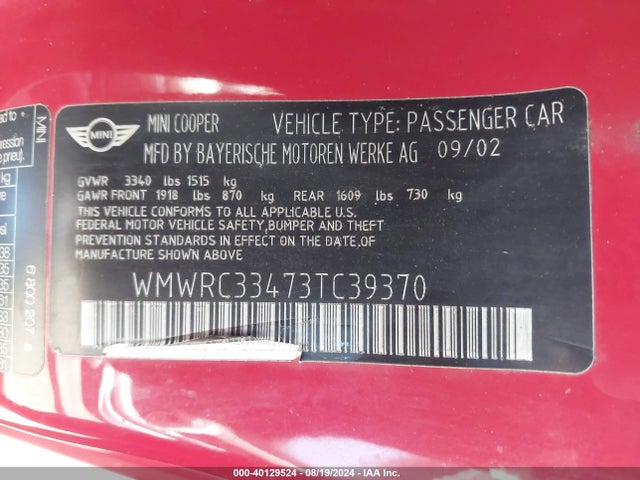 MINI
MINI COOPER VEHICLE TYPE: PASSENGER CAR
MFD BY BAYERISCHE MOTOREN WERKE AG 09/02
GVWR 3340 lbs 1515 kg
GAWR FRONT 1918 lbs 870 kg REAR 1609 lbs 730 kg
THIS VEHICLE CONFORMS TO ALL APPLICABLE U.S.
FEDERAL MOTOR VEHICLE SAFETY,BUMPER AND THEFT
PREVENTION STANDARDS IN EFFECT ON THE DATE OF
MANUFACTURE SHOWN ABOVE.
WMWRC33473TC39370
MINI
kg
000-40129524 • 08/19/2024 • IAA Inc.